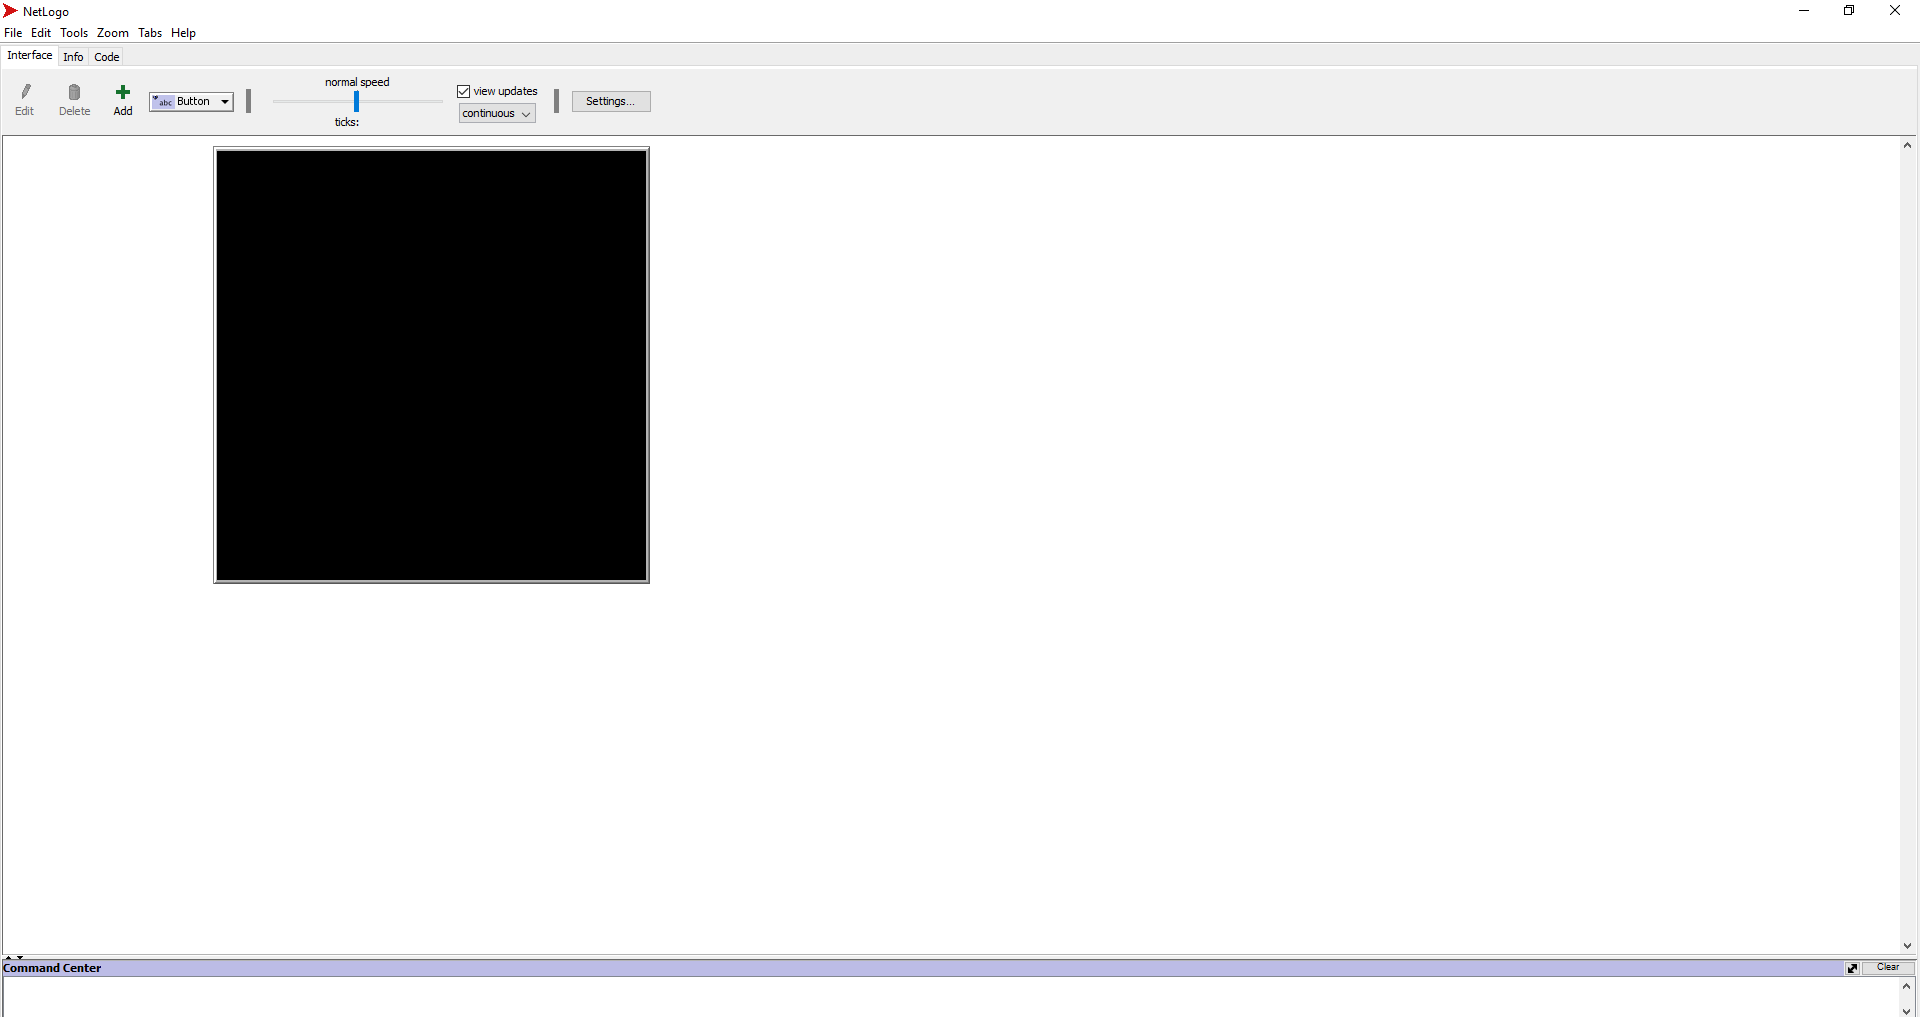 NetLogo
File Edit Tools Zoom Tabs Help
Interface Info Code
normal speed
view updates
Edit Delete Add abc Button continuous Settings...
ticks:
Command Center Clear